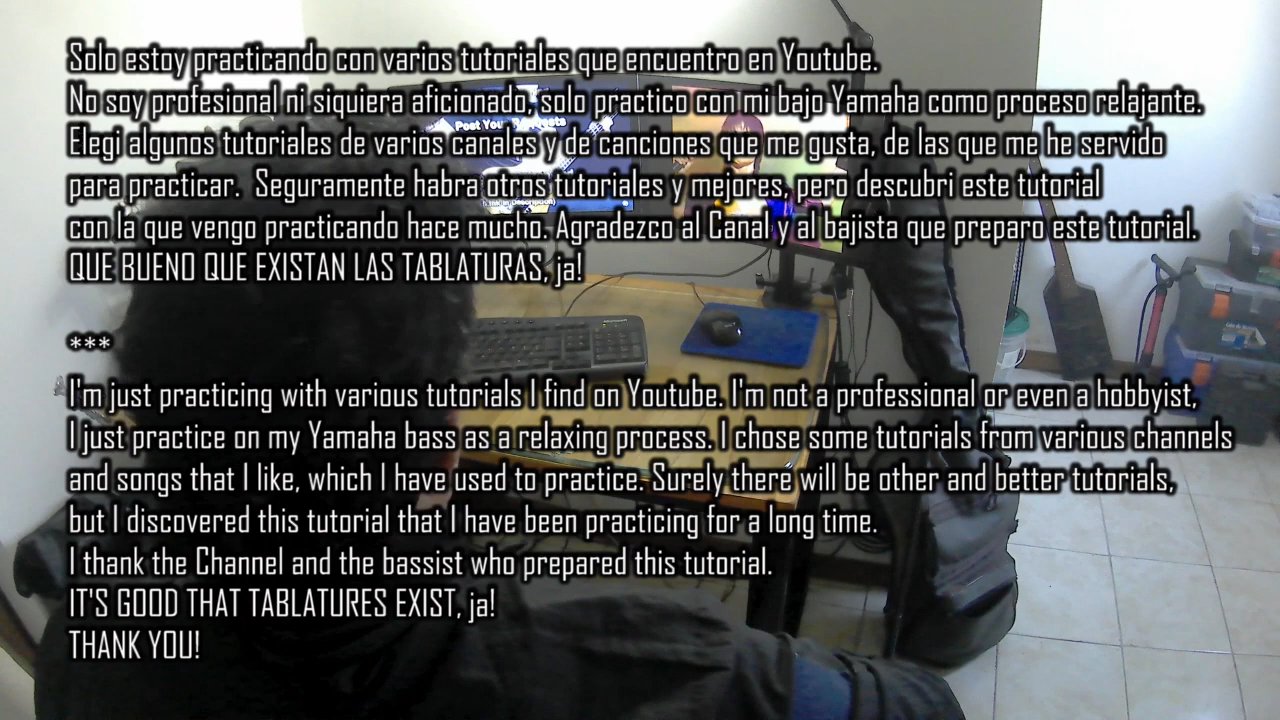 Solo estoy practicando con varios tutoriales que encuentro en Youtube.
No soy profesional ni siquiera aficionado, solo practico con mi bajo Yamaha como proceso relajante.
Elegi algunos tutoriales de varios canales y de canciones que me gusta, de las que me he servido
para practicar.  Seguramente habra otros tutoriales y mejores, pero descubri este tutorial
con la que vengo practicando hace mucho. Agradezco al Canal y al bajista que preparo este tutorial.
QUE BUENO QUE EXISTAN LAS TABLATURAS, ja!
***
I'm just practicing with various tutorials I find on Youtube. I'm not a professional or even a hobbyist,
I just practice on my Yamaha bass as a relaxing process. I chose some tutorials from various channels
and songs that I like, which I have used to practice. Surely there will be other and better tutorials,
but I discovered this tutorial that I have been practicing for a long time.
I thank the Channel and the bassist who prepared this tutorial.
IT'S GOOD THAT TABLATURES EXIST, ja!
THANK YOU!
Post Your Requests
Description)